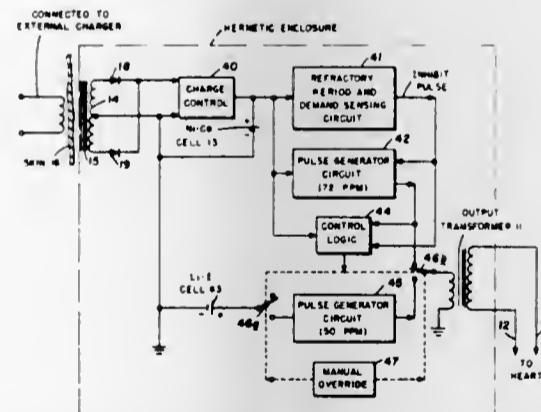 CONNECTED TO
EXTERNAL CHARGER
HERMETIC ENCLOSURE
18
40
CHARGE
CONTROL
14
Ni-Cd
CELL 13
SKIN 16
15
19
41
REFRACTORY
PERIOD AND
DEMAND SENSING
CIRCUIT
INHIBIT
PULSE
42
PULSE GENERATOR
CIRCUIT
(72 PPM)
44
CONTROL
LOGIC
OUTPUT
TRANSFORMER 11
46b
Li-I
CELL 43
46a
45
PULSE GENERATOR
CIRCUIT
(50 PPM)
12
TO
HEART
47
MANUAL
OVERRIDE